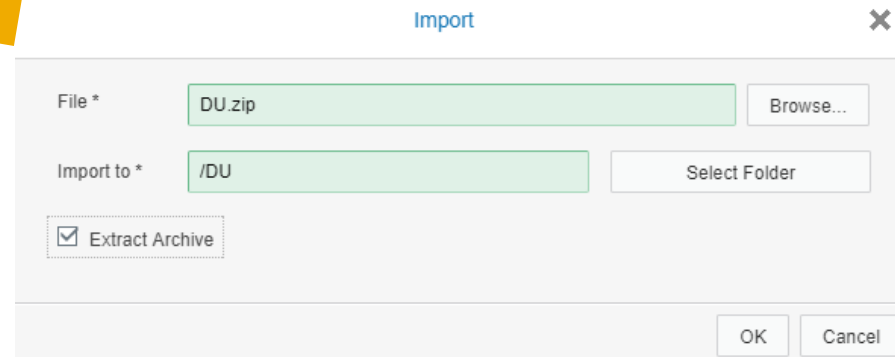 Import
File * DU.zip Browse...
Import to * /DU Select Folder
Extract Archive
OK Cancel